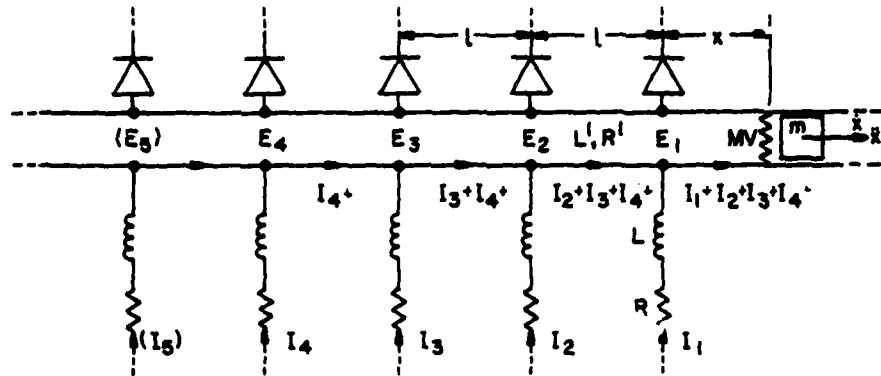 l l x
(E5) E4 E3 E2 L', R' E1 MV m ẋ ẍ
I4+ I3+I4+ I2+I3+I4+ I1+I2+I3+I4+
L
R
(I5) I4 I3 I2 I1